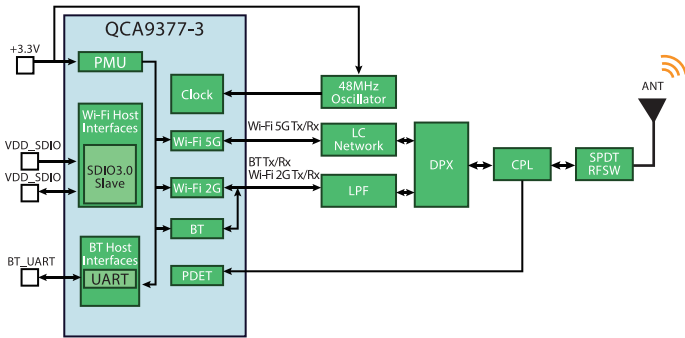 QCA9377-3
+3.3V
PMU
Clock
48MHz
Oscillator
ANT
Wi-Fi Host
Interfaces
SDIO3.0
Slave
VDD_SDIO
VDD_SDIO
Wi-Fi 5G
Wi-Fi 5G Tx/Rx
LC
Network
BT Tx/Rx
Wi-Fi 2G Tx/Rx
Wi-Fi 2G
LPF
DPX
CPL
SPDT
RFSW
BT
BT Host
Interfaces
UART
BT_UART
PDET